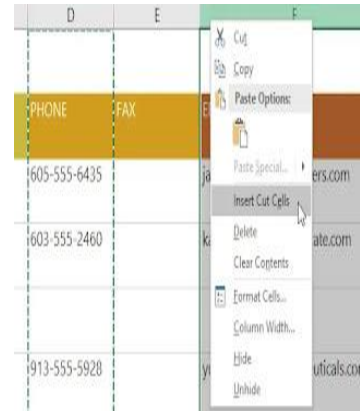 D E F
Cut
Copy
Paste Options:
PHONE FAX
Paste Special...
605-555-6435 ers.com
Insert Cut Cells
Delete
603-555-2460 ate.com
Clear Contents
Format Cells...
Column Width...
Hide
913-555-5928 uticals.com
Unhide